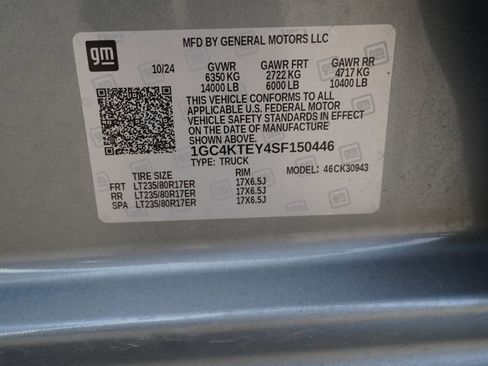 gm
MFD BY GENERAL MOTORS LLC
10/24 GVWR GAWR FRT GAWR RR
6350 KG 2722 KG 4717 KG
14000 LB 6000 LB 10400 LB
THIS VEHICLE CONFORMS TO ALL
APPLICABLE U.S. FEDERAL MOTOR
VEHICLE SAFETY STANDARDS IN EFFECT
ON THE DATE OF MANUFACTURE
SHOWN ABOVE.
1GC4KTEY4SF150446
TYPE: TRUCK MODEL: 46CK30943
TIRE SIZE RIM
FRT LT235/80R17ER 17X6.5J
RR LT235/80R17ER 17X6.5J
SPA LT235/80R17ER 17X6.5J